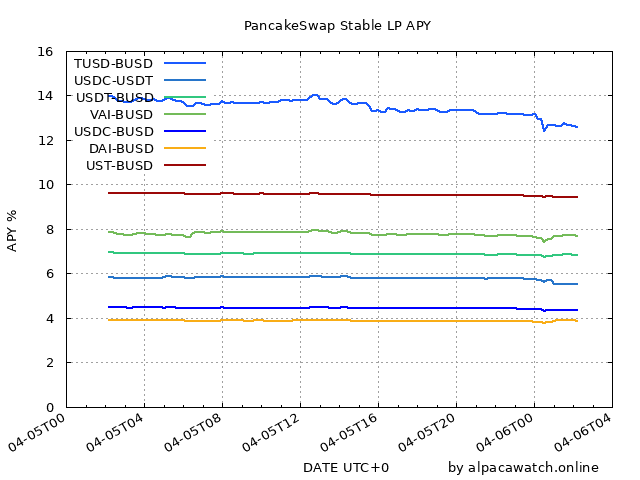 PancakeSwap Stable LP APY
16
14
12
10
8
6
4
2
0
APY %
TUSD-BUSD
USDC-USDT
USDT-BUSD
VAI-BUSD
USDC-BUSD
DAI-BUSD
UST-BUSD
04-05T00
04-05T04
04-05T08
04-05T12
04-05T16
04-05T20
04-06T00
04-06T04
DATE UTC+0
by alpacawatch.online